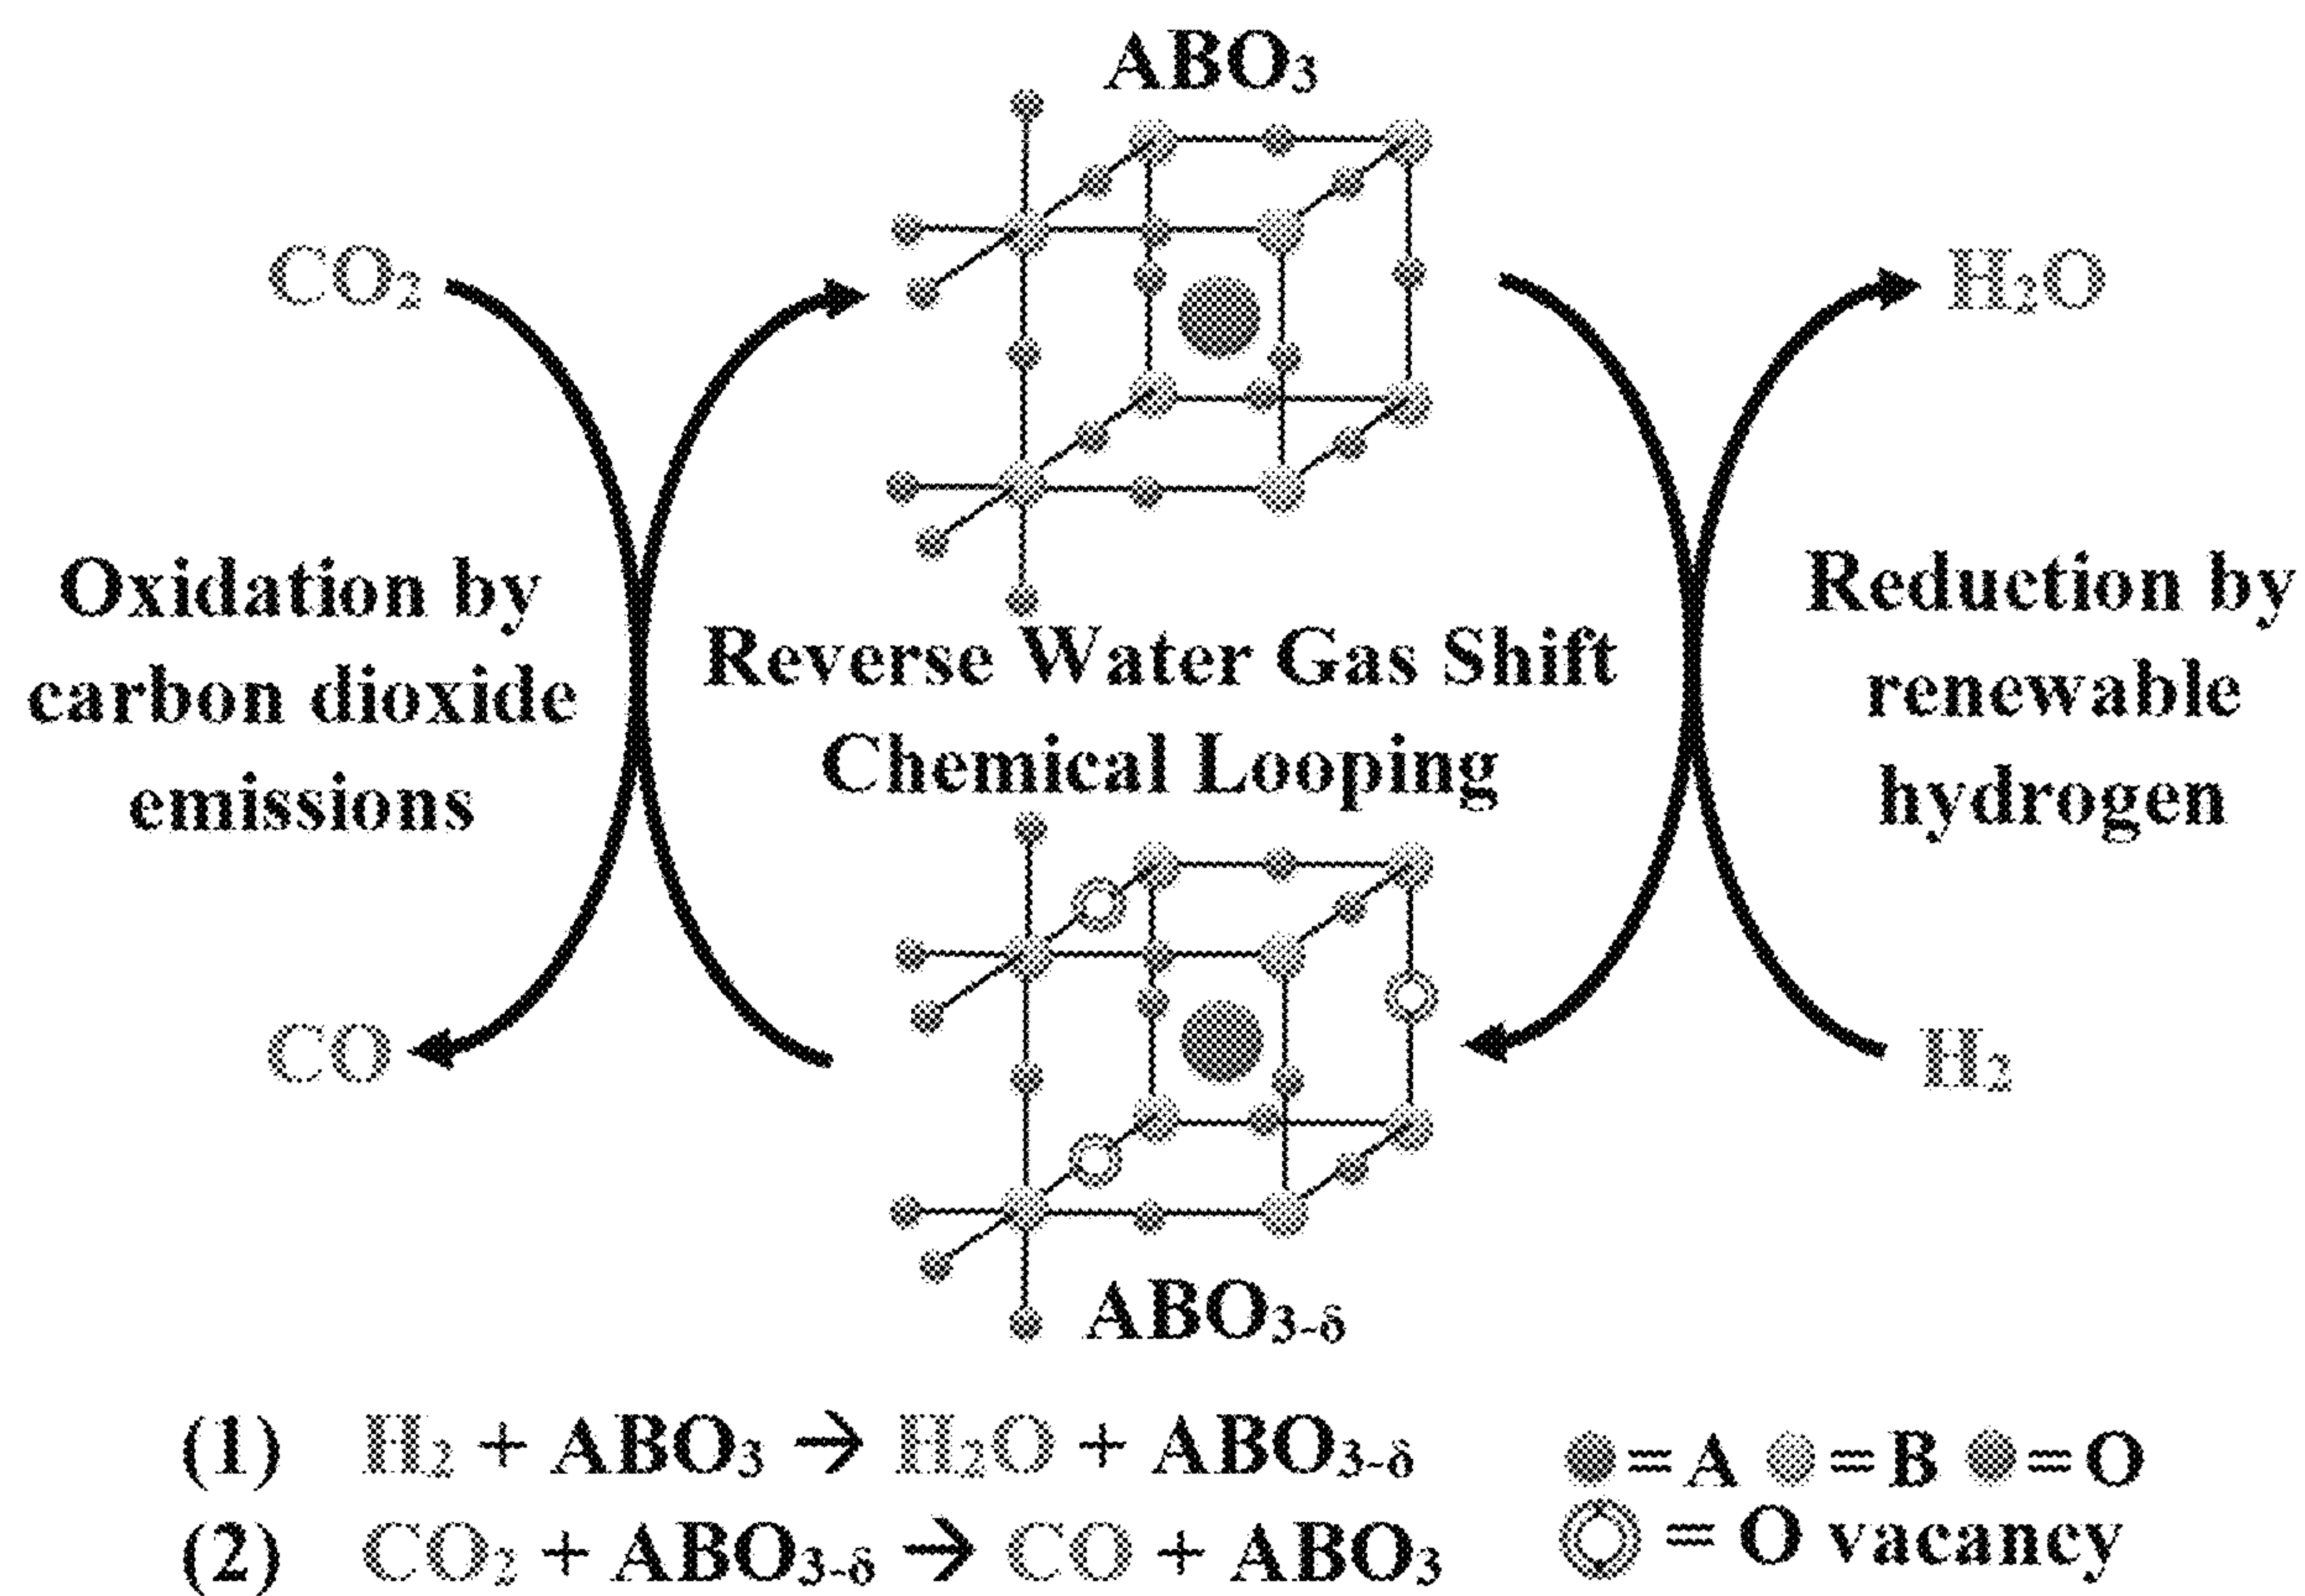 ABO₃
CO₂
H₂O
Oxidation by
carbon dioxide
emissions
Reverse Water Gas Shift
Chemical Looping
Reduction by
renewable
hydrogen
CO
H₂
ABO₃₋δ
(1) H₂ + ABO₃ → H₂O + ABO₃₋δ
(2) CO₂ + ABO₃₋δ → CO + ABO₃
= A = B = O
= O vacancy